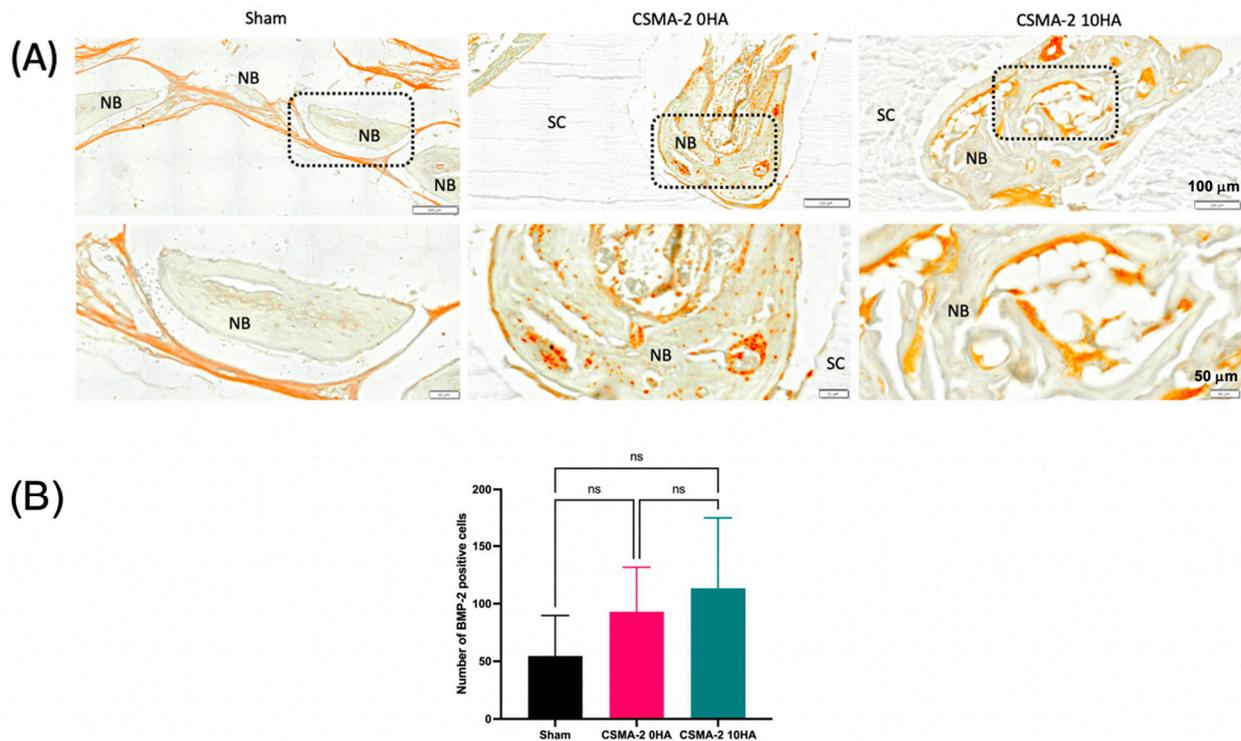 Sham
CSMA-2 0HA
CSMA-2 10HA
(A)
NB
NB
NB
NB
SC
NB
SC
NB
100 μm
NB
NB
SC
NB
50 μm
(B)
ns
ns
ns
Number of BMP-2 positive cells
200
150
100
50
0
Sham
CSMA-2 0HA
CSMA-2 10HA